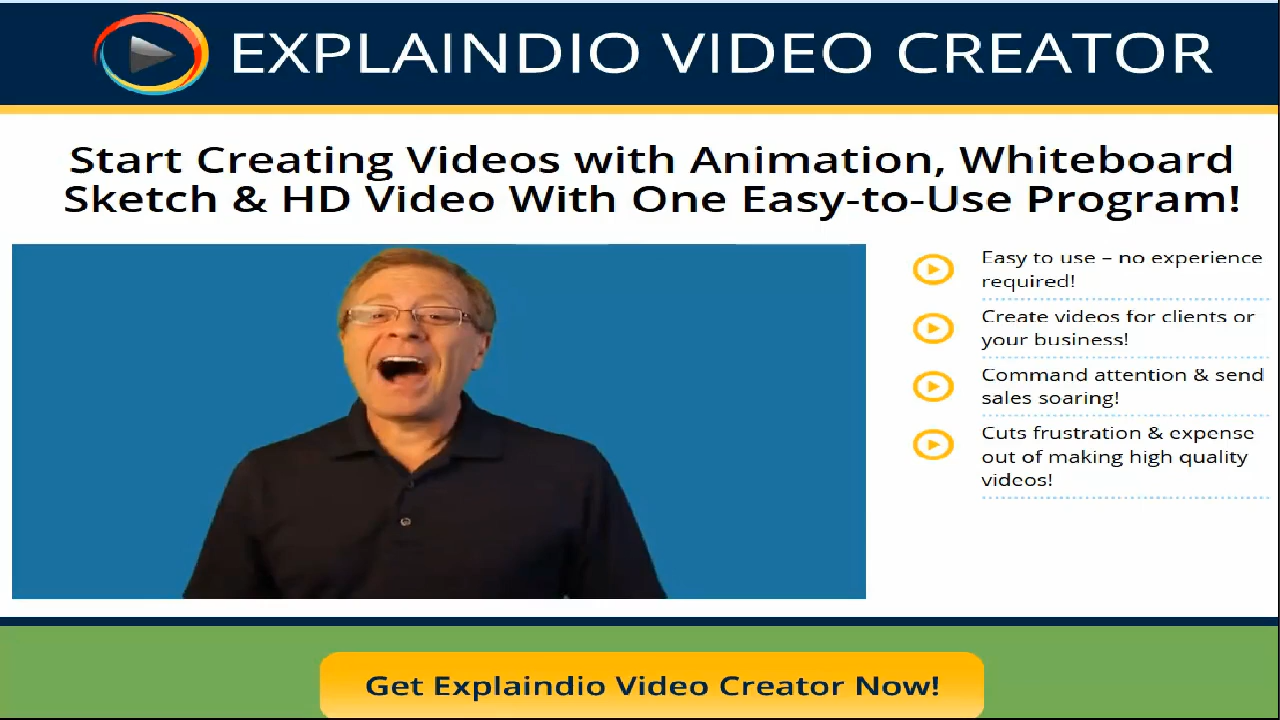 EXPLAINDIO VIDEO CREATOR
Start Creating Videos with Animation, Whiteboard
Sketch & HD Video With One Easy-to-Use Program!
Easy to use – no experience
required!
Create videos for clients or
your business!
Command attention & send
sales soaring!
Cuts frustration & expense
out of making high quality
videos!
Get Explaindio Video Creator Now!